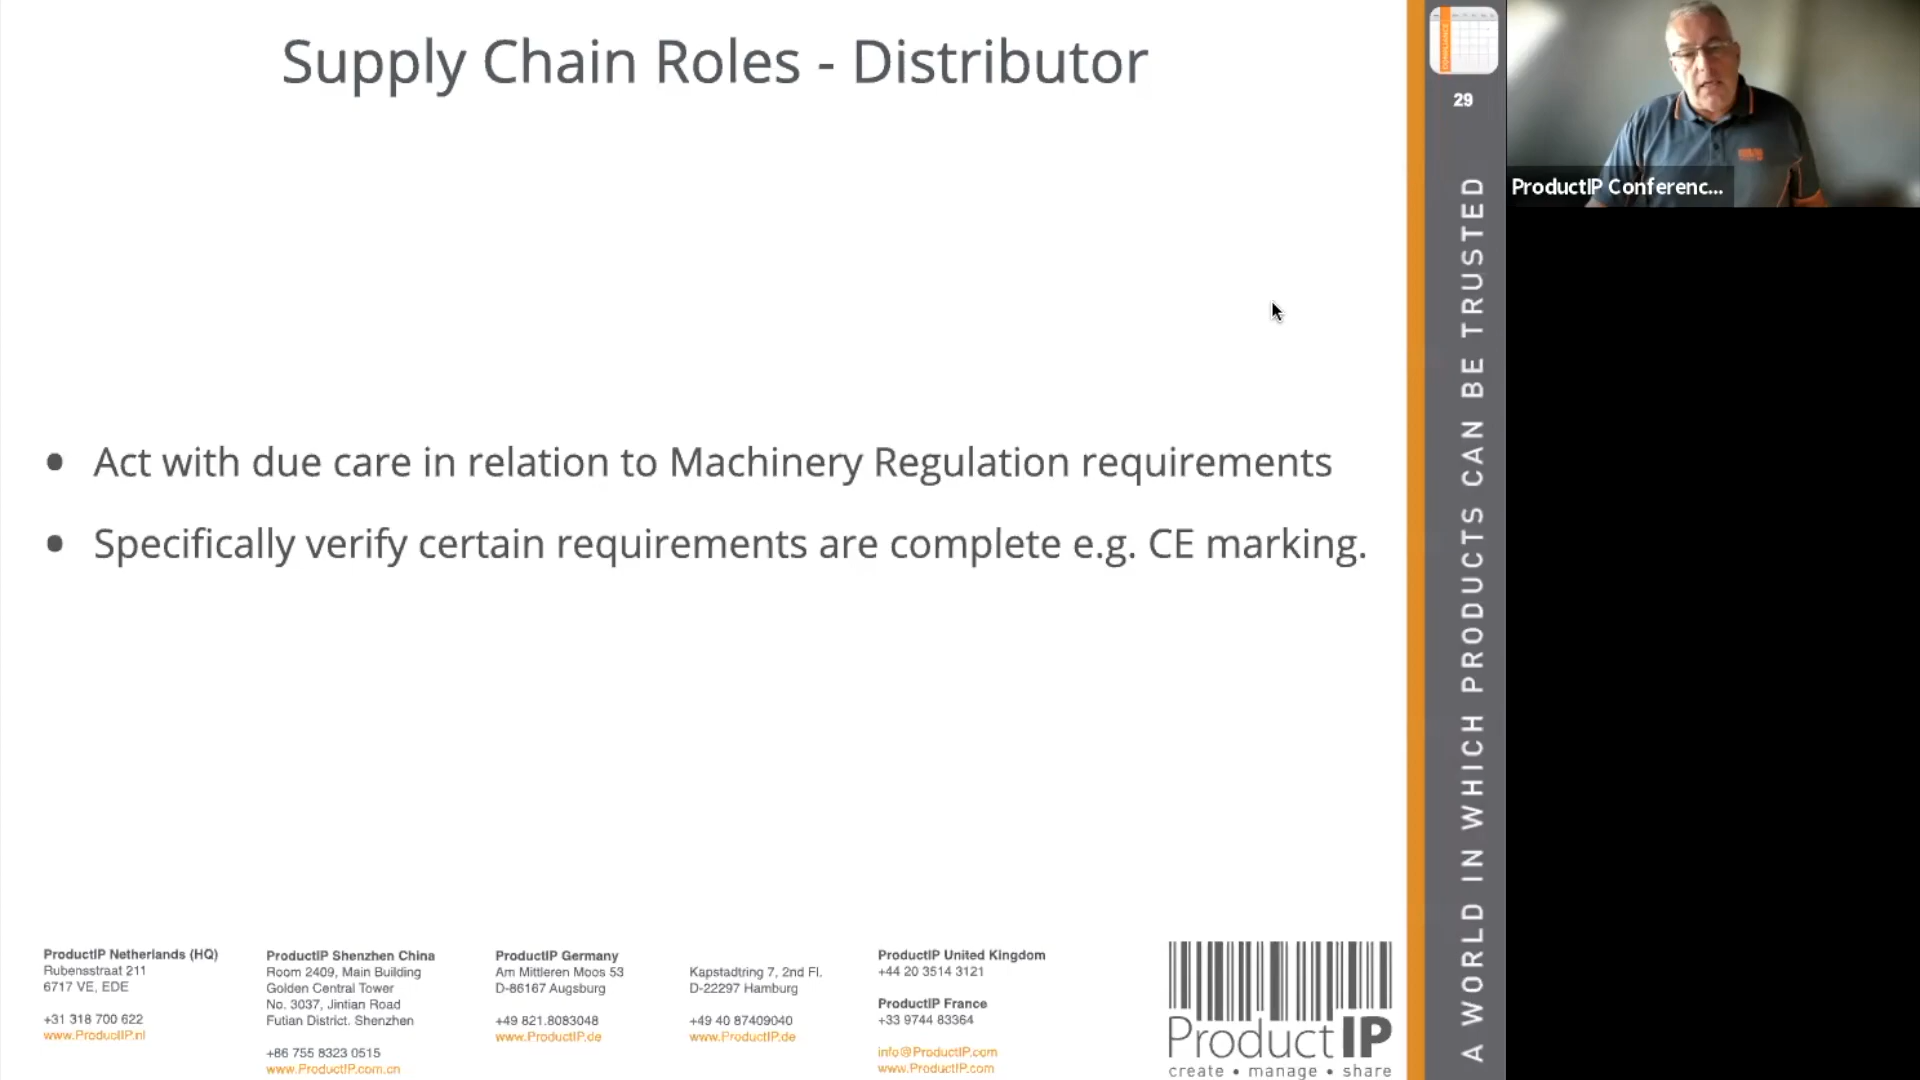 Supply Chain Roles - Distributor
• Act with due care in relation to Machinery Regulation requirements
• Specifically verify certain requirements are complete e.g. CE marking.
ProductIP Netherlands (HQ)
Rubensstraat 211
6717 VE, EDE
+31 318 700 622
www.ProductIP.nl
ProductIP Shenzhen China
Room 2409, Main Building
Golden Central Tower
No. 3037, Jintian Road
Futian District. Shenzhen
+86 755 8323 0515
www.ProductIP.com.cn
ProductIP Germany
Am Mittleren Moos 53
D-86167 Augsburg
+49 821.8083048
www.ProductIP.de
Kapstadtring 7, 2nd Fl.
D-22297 Hamburg
+49 40 87409040
www.ProductIP.de
ProductIP United Kingdom
+44 20 3514 3121
ProductIP France
+33 9744 83364
info@ProductIP.com
www.ProductIP.com
ProductIP
create • manage • share
COMPLIANCE
29
A WORLD IN WHICH PRODUCTS CAN BE TRUSTED
ProductIP Conferenc...